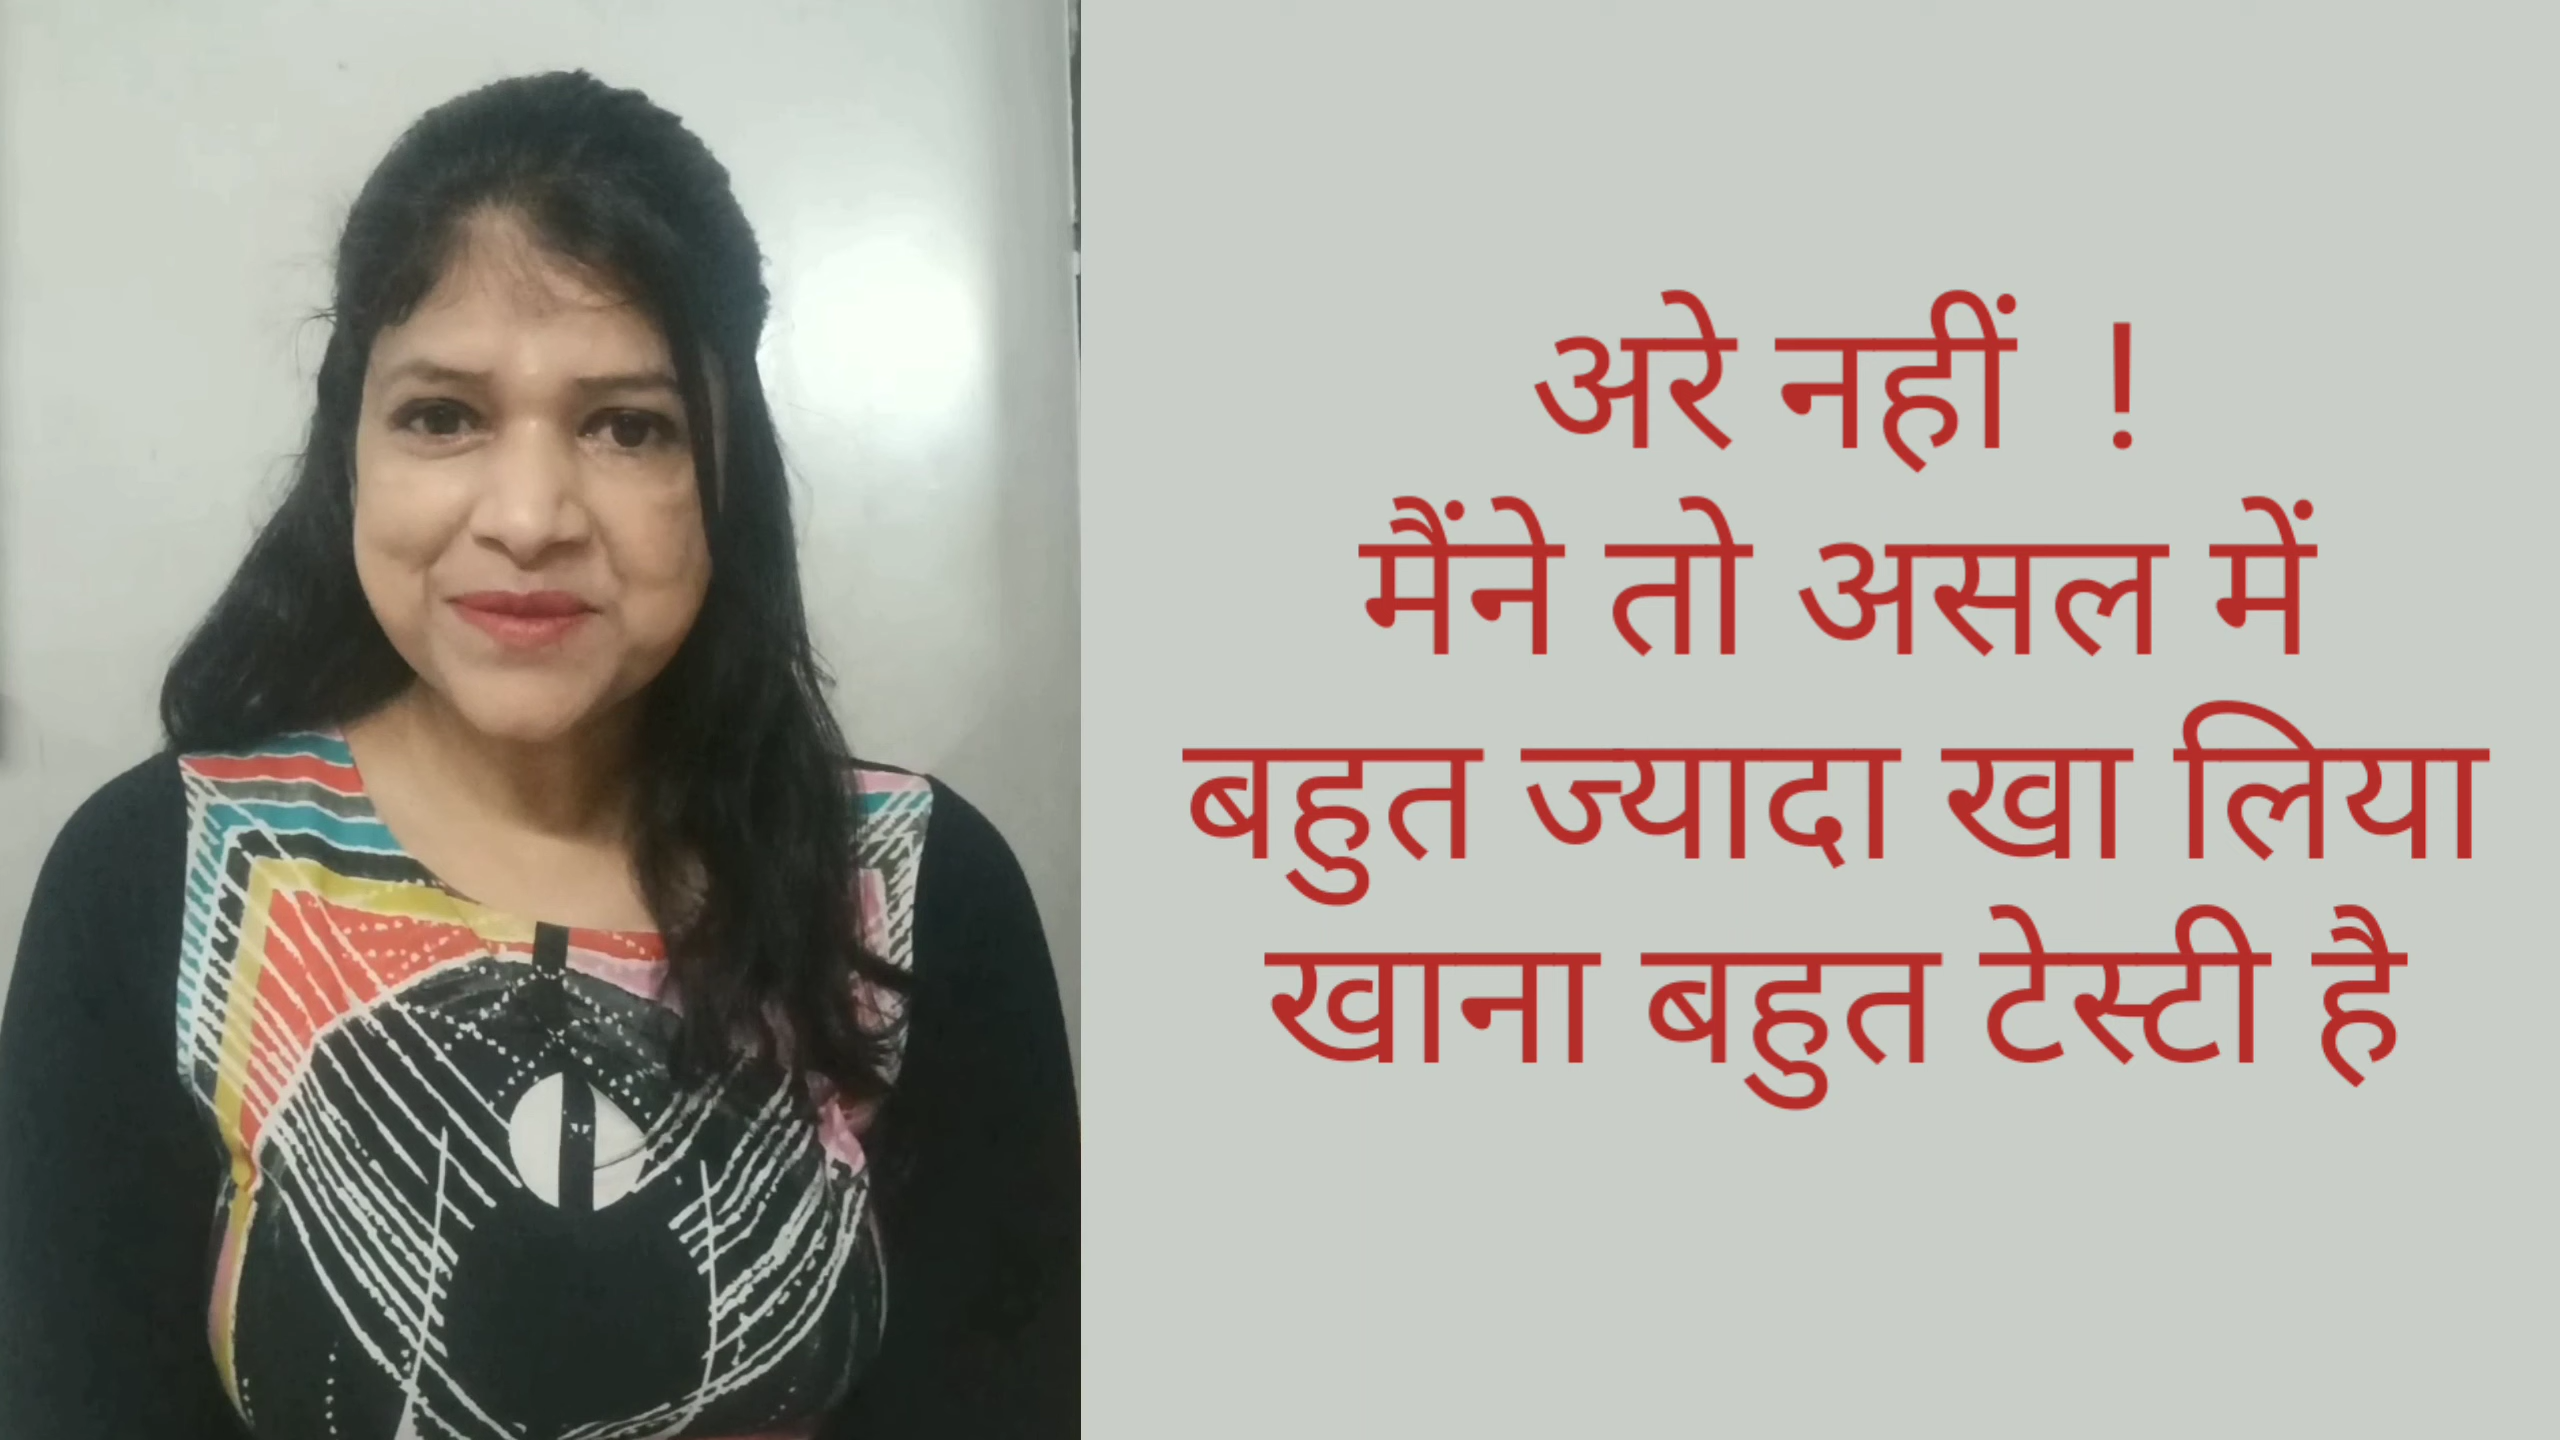 अरे नहीं !
मैंने तो असल में
बहुत ज्यादा खा लिया
खाना बहुत टेस्टी है